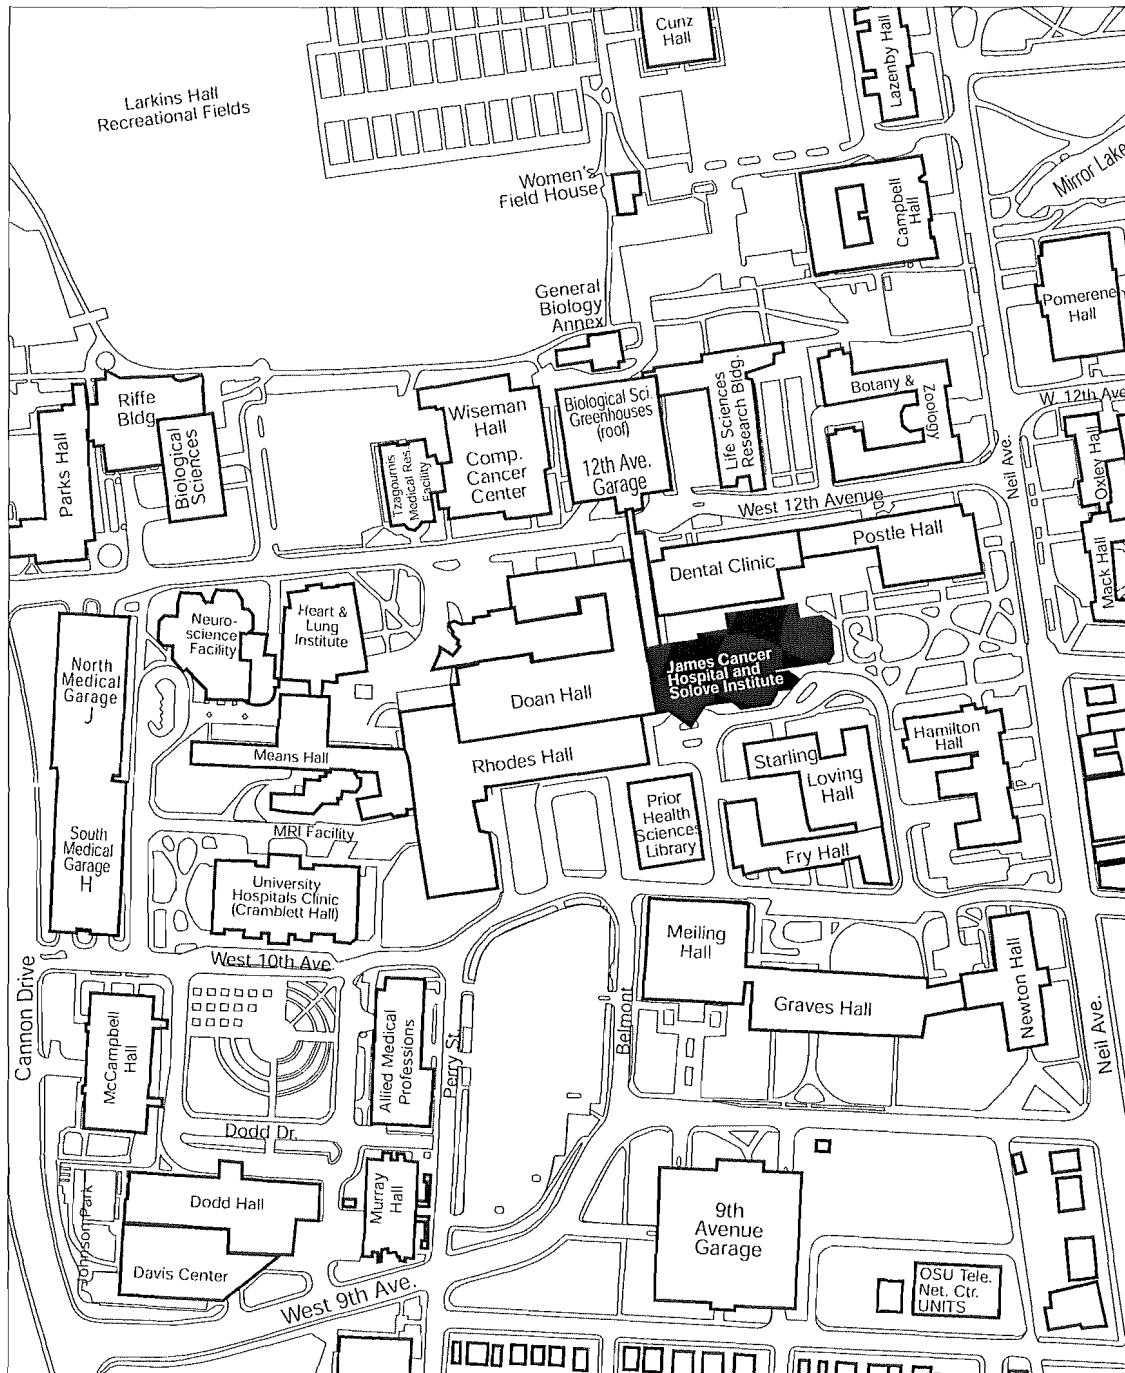 Cunz
Hall
Lazenby Hall
Larkins Hall
Recreational Fields
Women's
Field House
Campbell
Hall
Mirror Lake
General
Biology
Annex
Pomerene
Hall
Riffe
Bldg.
Parks Hall
Biological
Sciences
Wiseman
Hall
Comp.
Cancer
Center
Tzagournis
Medical Res.
Facility
Biological Sci.
Greenhouses
(roof)
12th Ave.
Garage
Life Sciences
Research Bldg.
Botany &
Zoology
W. 12th Ave
Neil Ave.
Oxley Hall
Mack Hall
West 12th Avenue
Postle Hall
Dental Clinic
Neuro-
science
Facility
Heart &
Lung
Institute
North
Medical
Garage
J
James Cancer
Hospital and
Solove Institute
Doan Hall
Means Hall
Rhodes Hall
Hamilton
Hall
Starling
Loving
Hall
Prior
Health
Sciences
Library
MRI Facility
South
Medical
Garage
H
Fry Hall
University
Hospitals Clinic
(Cramblett Hall)
West 10th Ave
Meiling
Hall
Graves Hall
Newton Hall
Cannon Drive
McCampbell
Hall
Allied Medical
Professions
Perry St.
Belmont
Neil Ave.
Dodd Dr.
Johnson Park
Dodd Hall
Murray
Hall
Davis Center
9th
Avenue
Garage
West 9th Ave.
OSU Tele.
Net. Ctr.
UNITS